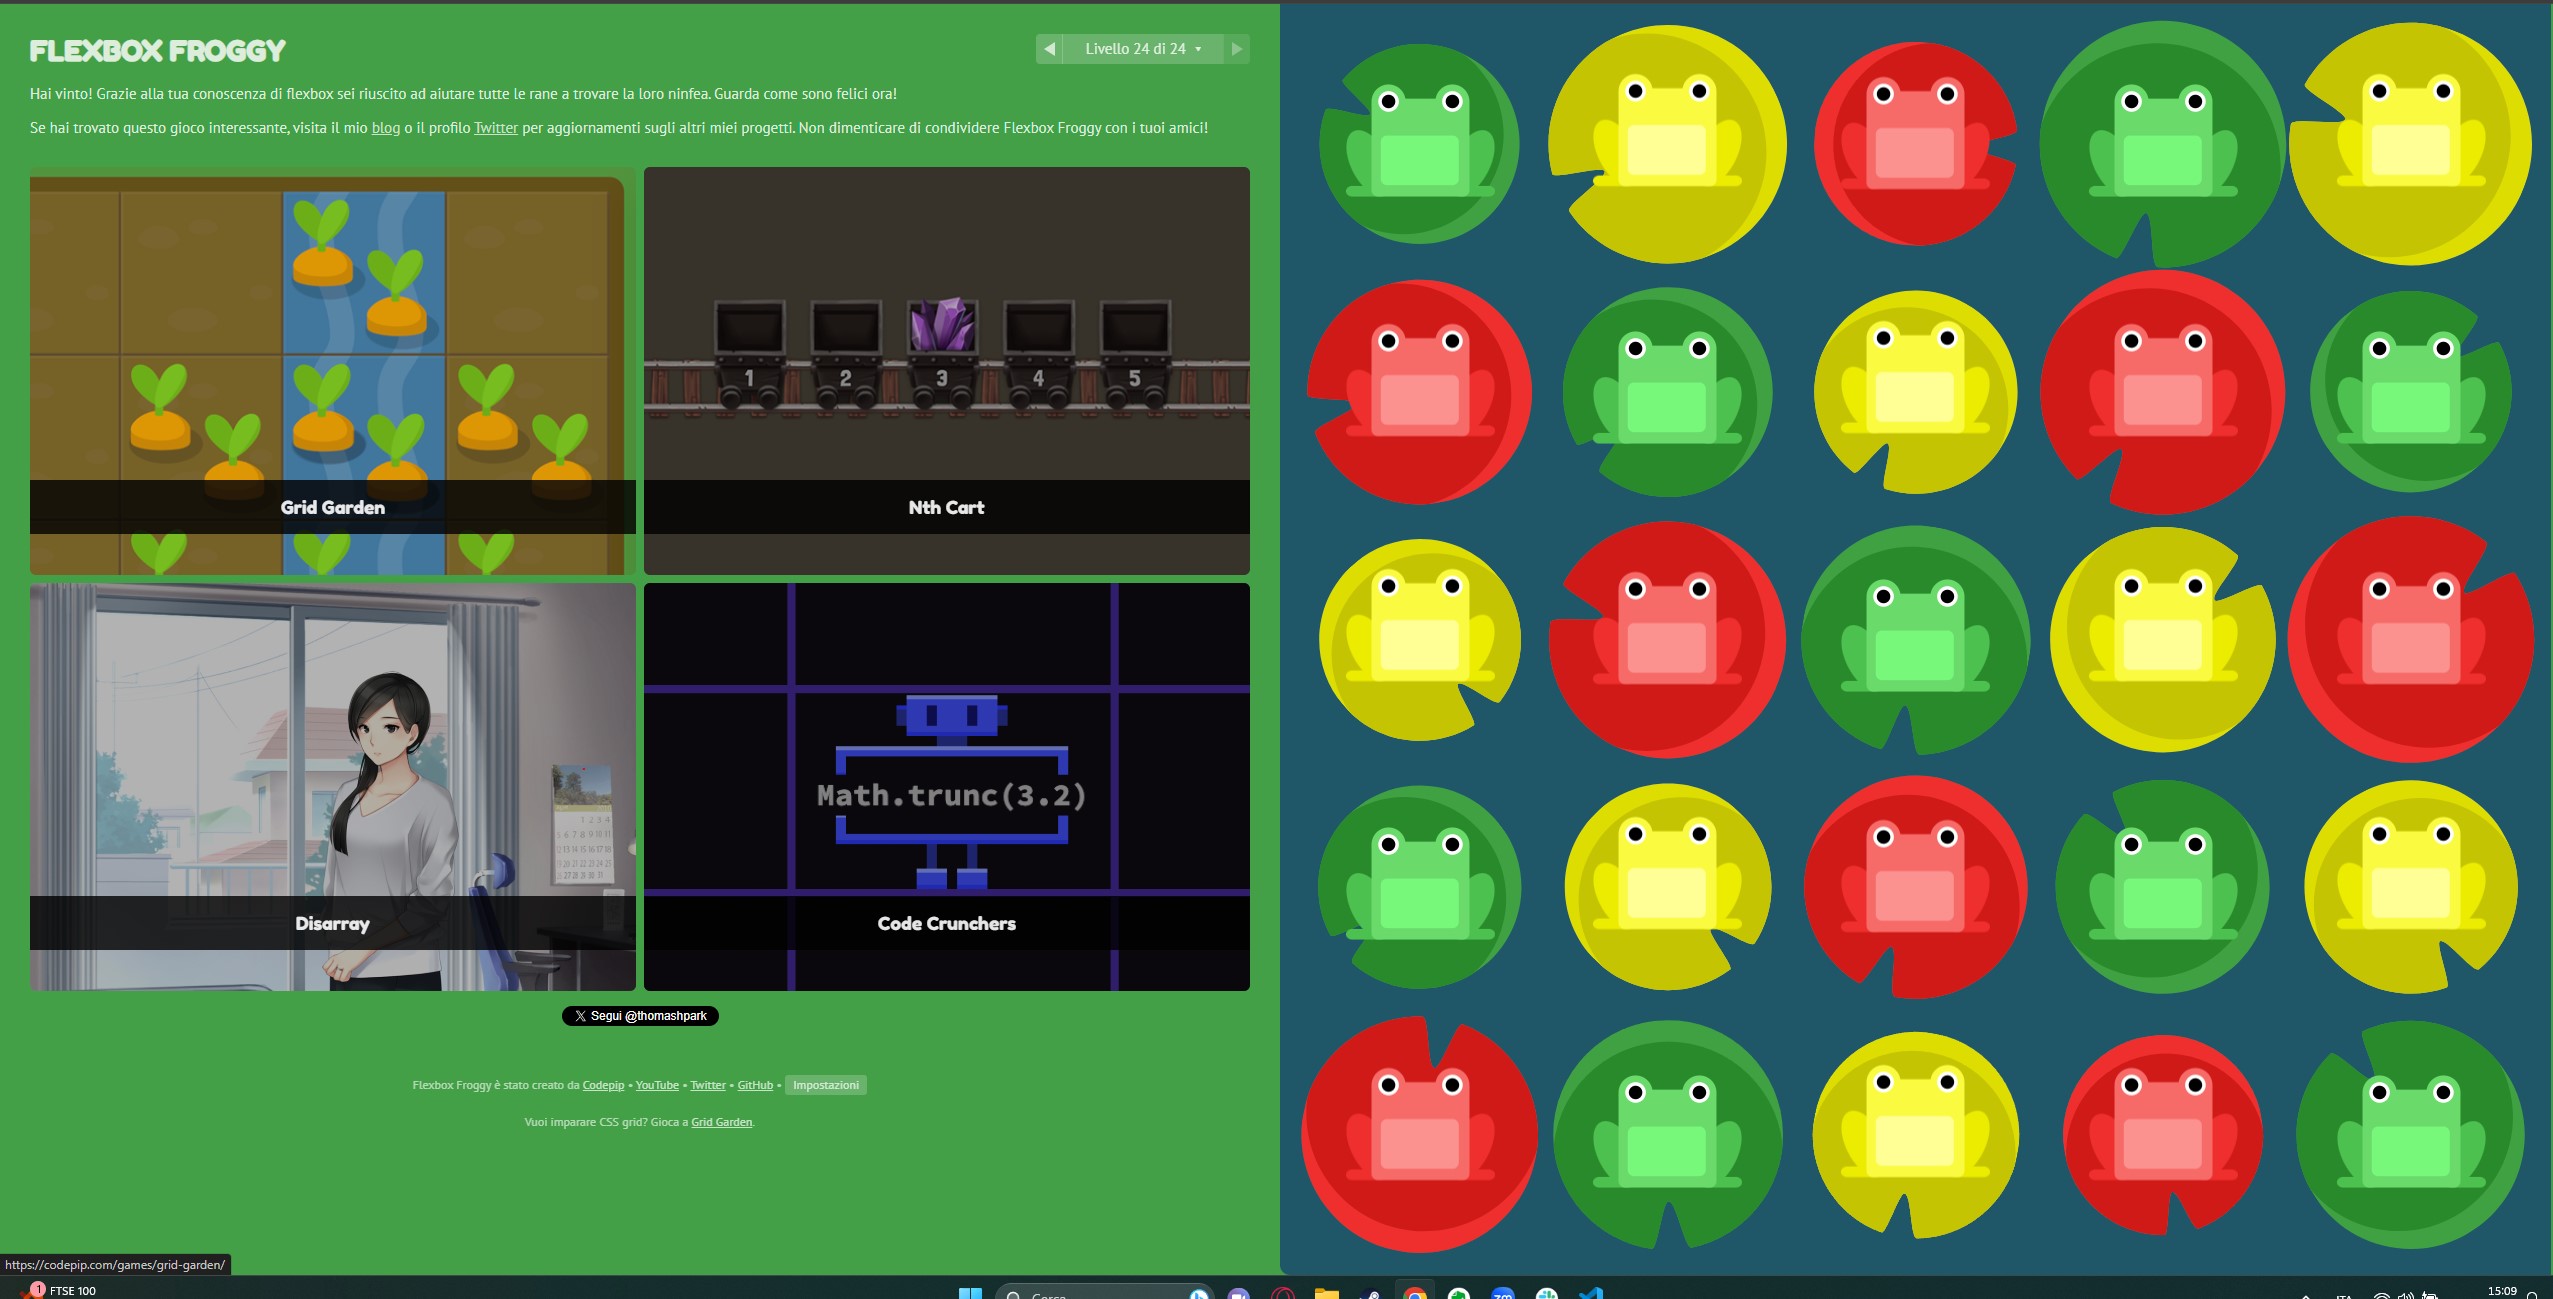 FLEXBOX FROGGY
Livello 24 di 24
Hai vinto! Grazie alla tua conoscenza di flexbox sei riuscito ad aiutare tutte le rane a trovare la loro ninfea. Guarda come sono felici ora!
Se hai trovato questo gioco interessante, visita il mio blog o il profilo Twitter per aggiornamenti sugli altri miei progetti. Non dimenticare di condividere Flexbox Froggy con i tuoi amici!
Grid Garden
1 2 3 4 5
Nth Cart
Disarray
Math.trunc(3.2)
Code Crunchers
Segui @thomashpark
Flexbox Froggy è stato creato da Codepip • YouTube • Twitter • GitHub • Impostazioni
Vuoi imparare CSS grid? Gioca a Grid Garden.
https://codepip.com/games/grid-garden/
1 FTSE 100
Cerca
zm
ITA
15:09